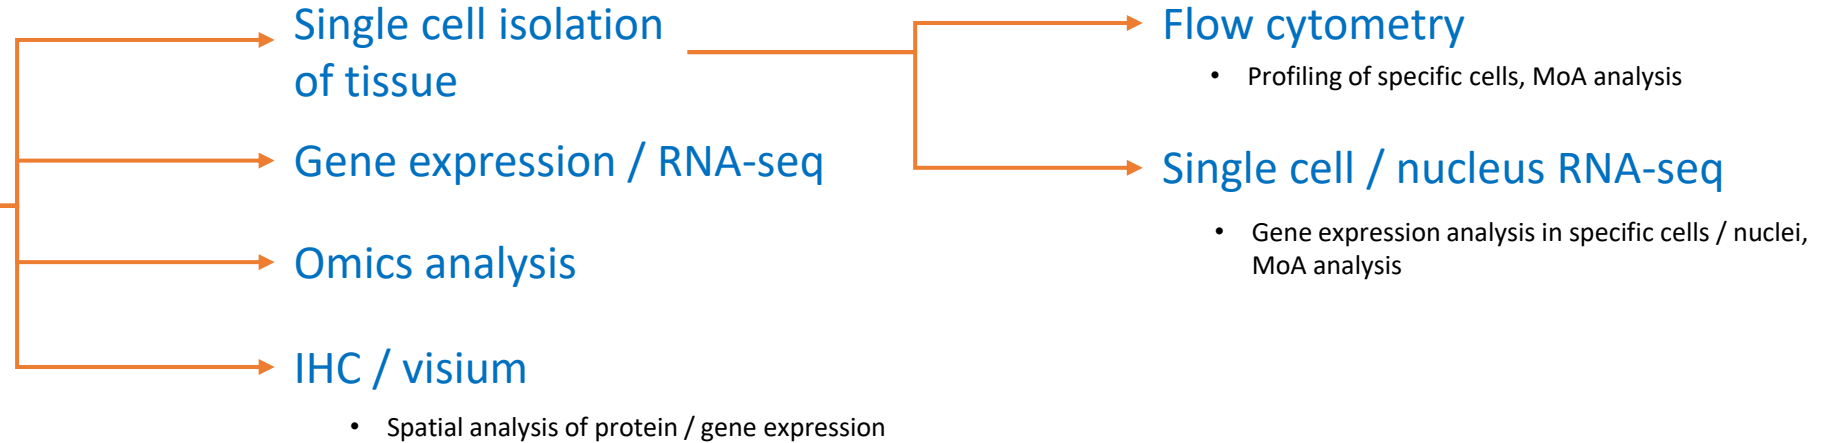 Single cell isolation
of tissue
Gene expression / RNA-seq
Omics analysis
IHC / visium
• Spatial analysis of protein / gene expression
Flow cytometry
• Profiling of specific cells, MoA analysis
Single cell / nucleus RNA-seq
• Gene expression analysis in specific cells / nuclei,
MoA analysis